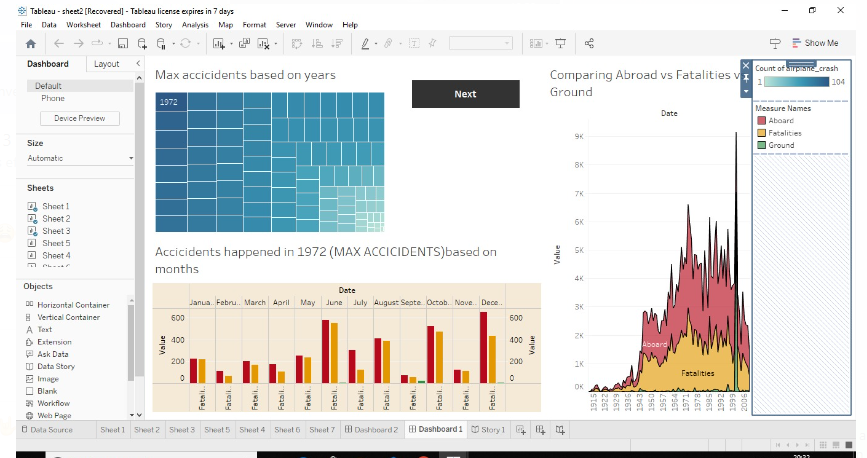 Tableau - sheet2 [Recovered] - Tableau license expires in 7 days
File Data Worksheet Dashboard Story Analysis Map Format Server Window Help
Show Me
Dashboard Layout
Default
Phone
Device Preview
Size
Automatic
Sheets
Sheet 1
Sheet 2
Sheet 3
Sheet 5
Sheet 4
Objects
Horizontal Container
Vertical Container
Text
Extension
Ask Data
Data Story
Image
Blank
Workflow
Web Page
Max accicidents based on years
1972
Next
Accicidents happened in 1972 (MAX ACCICIDENTS)based on
months
Date
Janua.. Febru.. March April May June July August Septe.. Octob.. Nove.. Dece..
Value
600
400
200
0
600
400
200
0
Value
Fatali.. Fatali.. Fatali.. Fatali.. Fatali.. Fatali.. Fatali.. Fatali.. Fatali.. Fatali.. Fatali.. Fatali..
Comparing Abroad vs Fatalities v
Ground
Date
Value
9K
8K
7K
6K
5K
4K
3K
2K
1K
0K
Aboard
Fatalities
1915 1922 1929 1936 1943 1950 1957 1964 1971 1978 1985 1992 1999 2006
Count of airplane_crash
1 104
Measure Names
Aboard
Fatalities
Ground
Data Source Sheet 1 Sheet 2 Sheet 3 Sheet 5 Sheet 4 Sheet 6 Sheet 7 Dashboard 2 Dashboard 1 Story 1